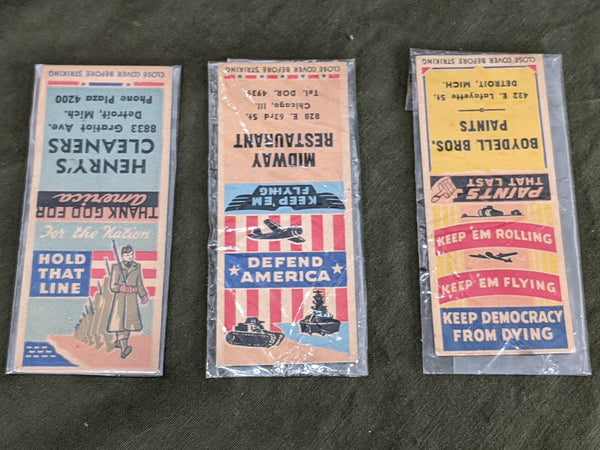 CLOSE COVER BEFORE STRIKING
HENRY'S
CLEANERS
8833 Gratiot Ave.
Detroit, Mich.
Phone Plaza 4200
THANK GOD FOR
America
For the Nation
HOLD
THAT
LINE
CLOSE COVER BEFORE STRIKING
MIDWAY
RESTAURANT
828 E. 63rd St.
Chicago, Ill.
Tel. DOR. 4939
KEEP 'EM
FLYING
DEFEND
AMERICA
CLOSE COVER BEFORE STRIKING
BOYDELL BROS.
PAINTS
432 E. Lafayette St.
DETROIT, MICH.
PAINTS
THAT LAST
KEEP 'EM ROLLING
KEEP 'EM FLYING
KEEP DEMOCRACY
FROM DYING